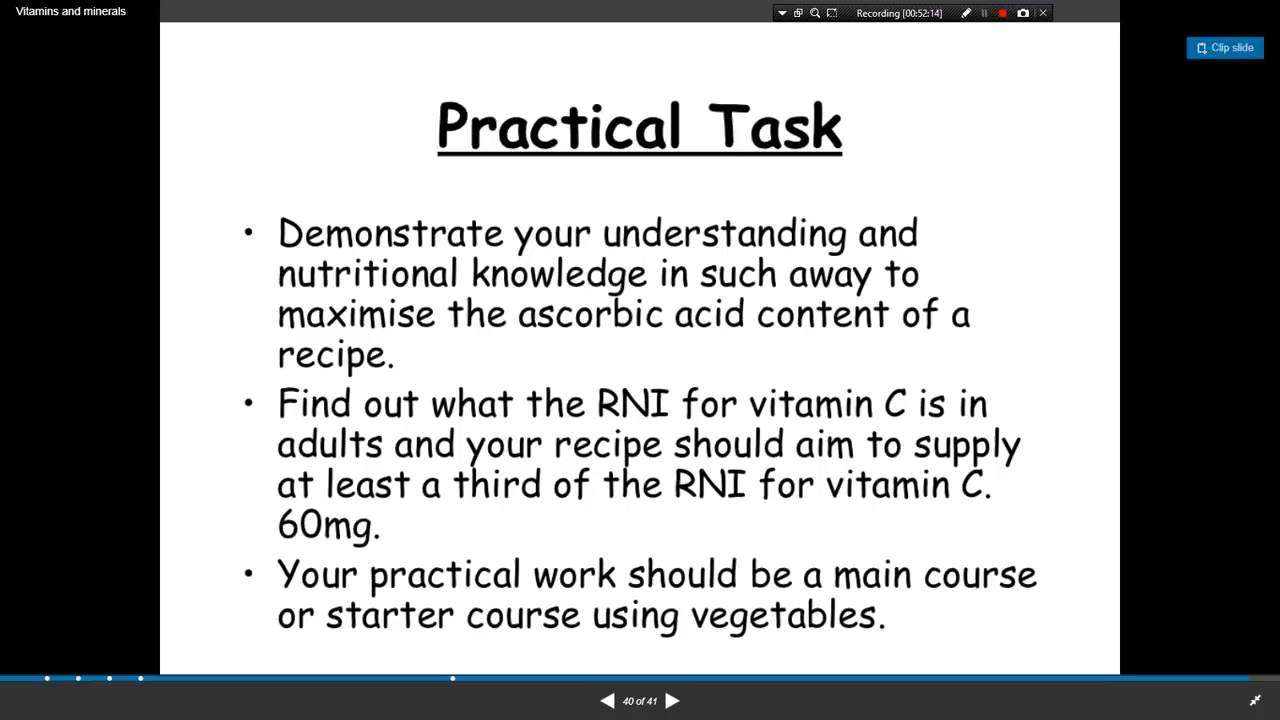 Vitamins and minerals
Recording [00:52:14]
Clip slide
Practical Task
• Demonstrate your understanding and
nutritional knowledge in such away to
maximise the ascorbic acid content of a
recipe.
• Find out what the RNI for vitamin C is in
adults and your recipe should aim to supply
at least a third of the RNI for vitamin C.
60mg.
• Your practical work should be a main course
or starter course using vegetables.
40 of 41